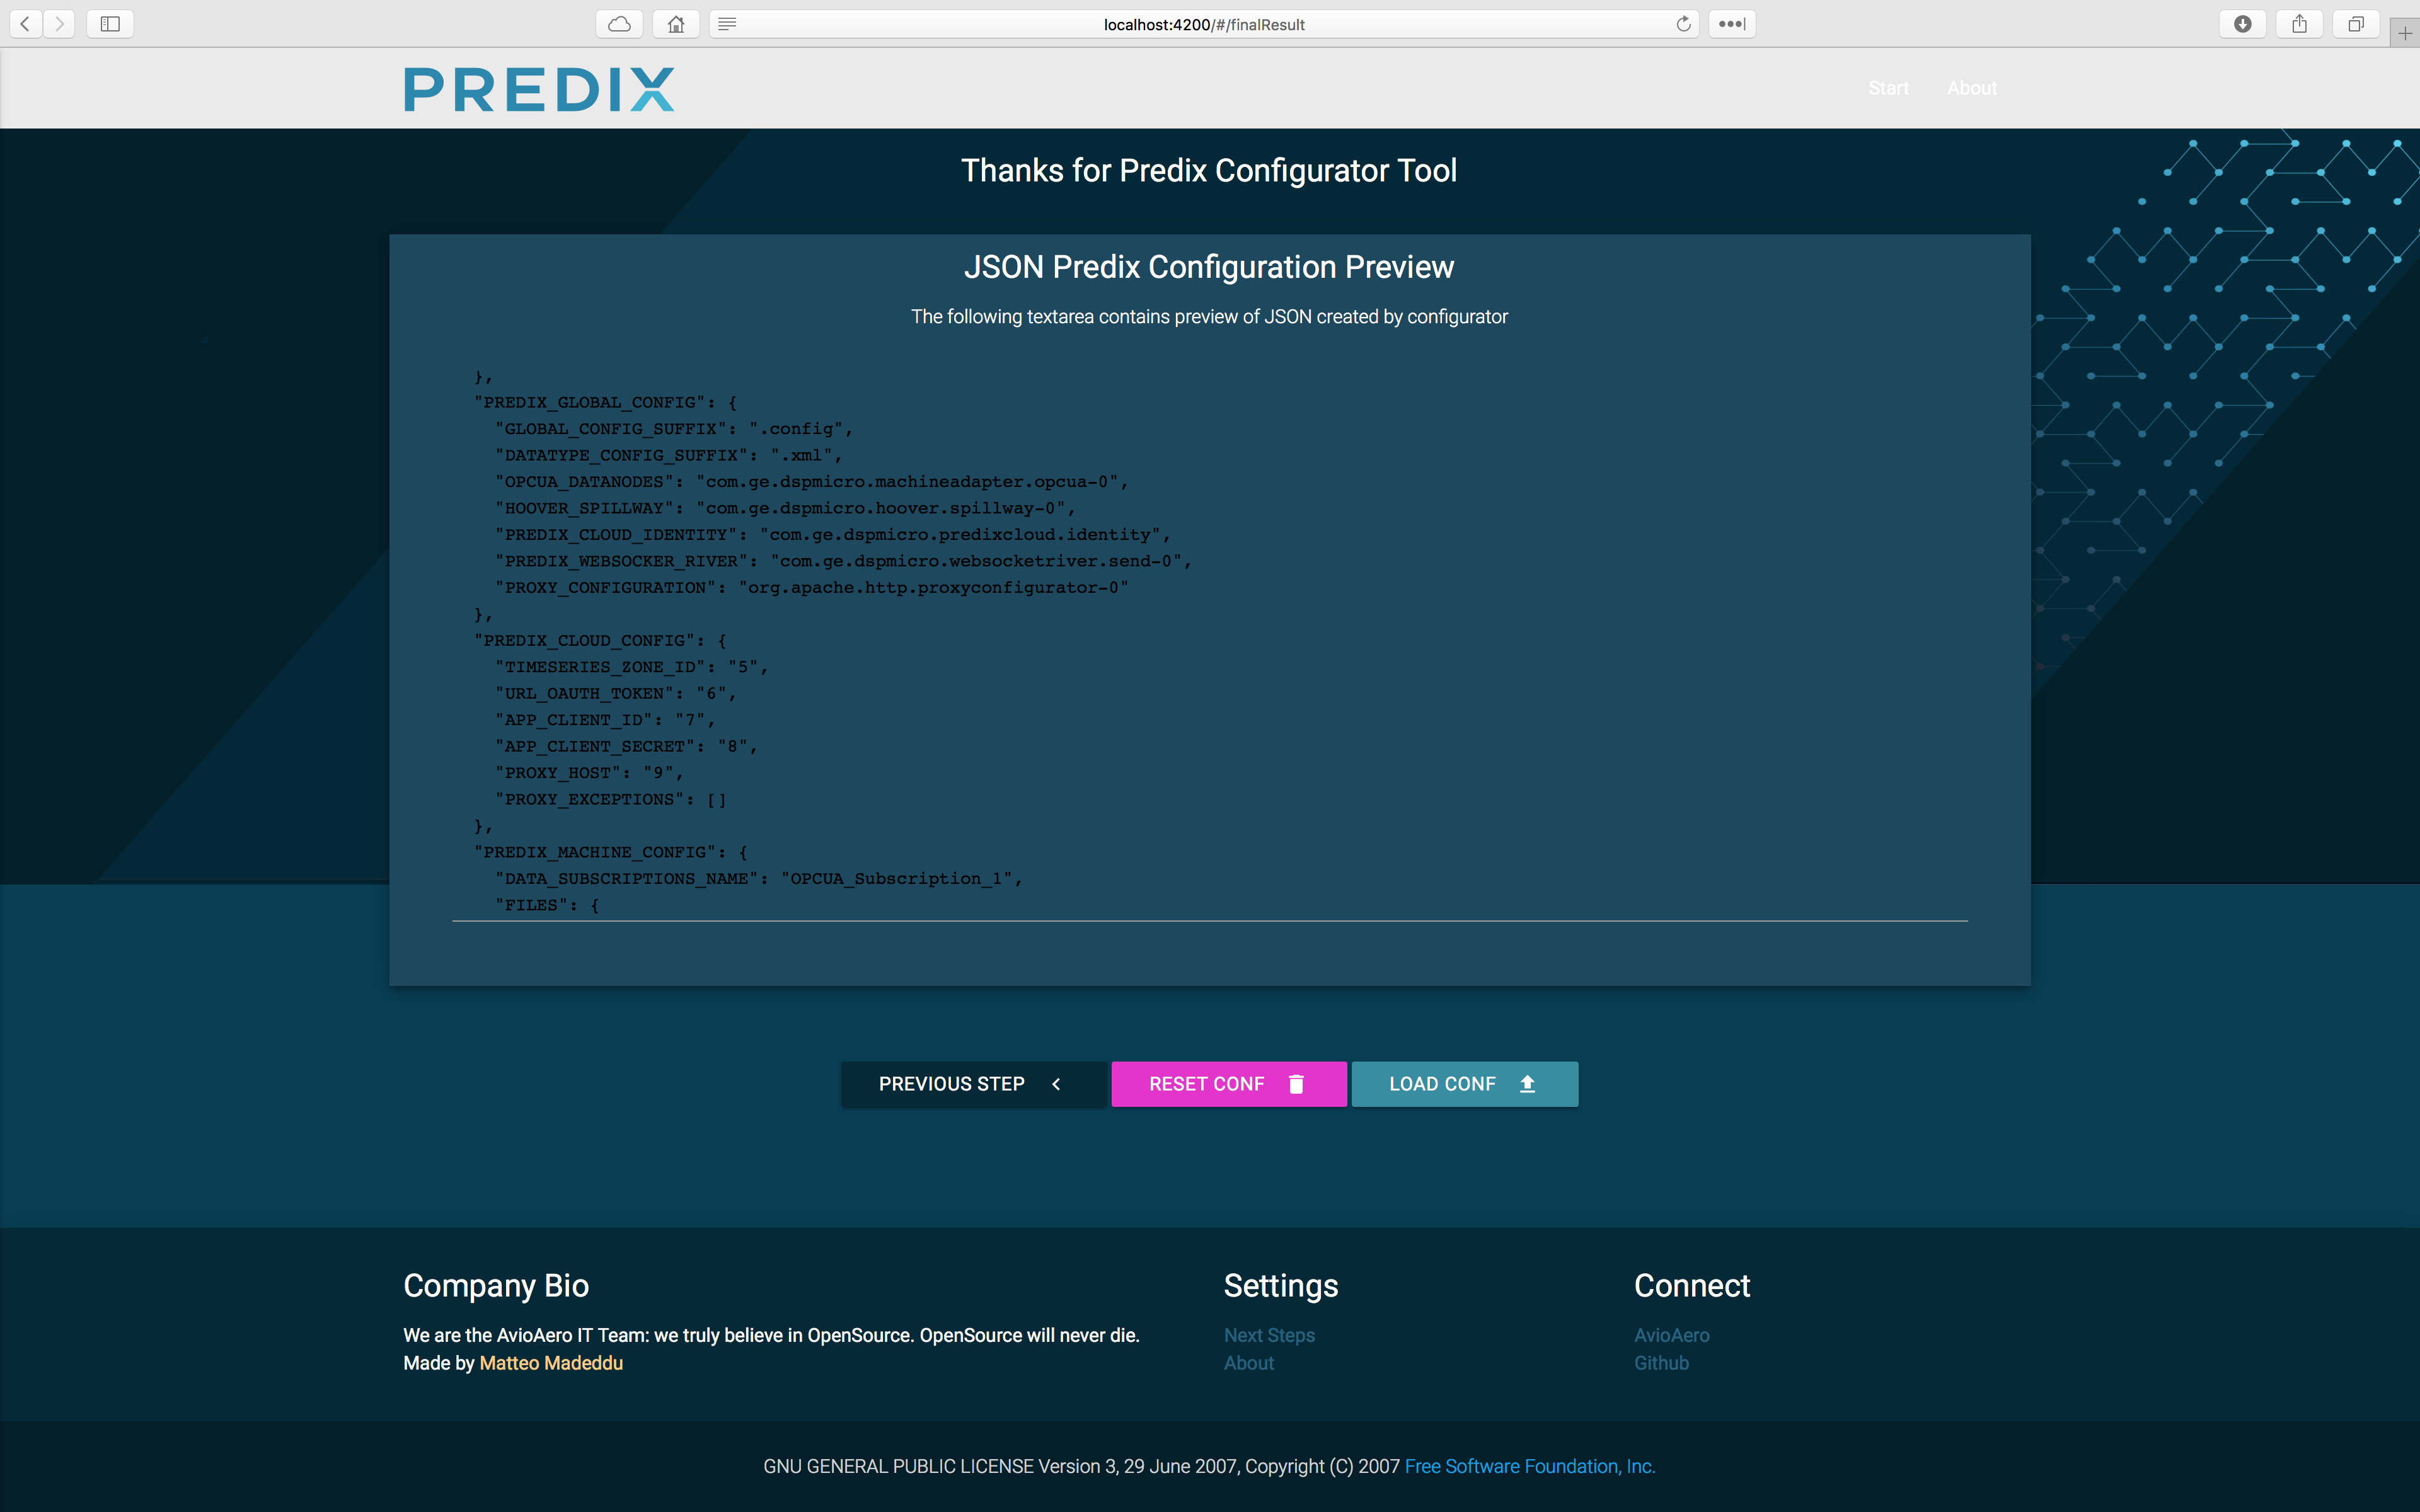 localhost:4200/#/finalResult
PREDIX
Start About
Thanks for Predix Configurator Tool
JSON Predix Configuration Preview
The following textarea contains preview of JSON created by configurator
},
"PREDIX_GLOBAL_CONFIG": {
"GLOBAL_CONFIG_SUFFIX": ".config",
"DATATYPE_CONFIG_SUFFIX": ".xml",
"OPCUA_DATANODES": "com.ge.dspmicro.machineadapter.opcua-0",
"HOOVER_SPILLWAY": "com.ge.dspmicro.hoover.spillway-0",
"PREDIX_CLOUD_IDENTITY": "com.ge.dspmicro.predixcloud.identity",
"PREDIX_WEBSOCKER_RIVER": "com.ge.dspmicro.websocketriver.send-0",
"PROXY_CONFIGURATION": "org.apache.http.proxyconfigurator-0"
},
"PREDIX_CLOUD_CONFIG": {
"TIMESERIES_ZONE_ID": "5",
"URL_OAUTH_TOKEN": "6",
"APP_CLIENT_ID": "7",
"APP_CLIENT_SECRET": "8",
"PROXY_HOST": "9",
"PROXY_EXCEPTIONS": []
},
"PREDIX_MACHINE_CONFIG": {
"DATA_SUBSCRIPTIONS_NAME": "OPCUA_Subscription_1",
"FILES": {
PREVIOUS STEP
RESET CONF
LOAD CONF
Company Bio
We are the AvioAero IT Team: we truly believe in OpenSource. OpenSource will never die.
Made by Matteo Madeddu
Settings
Next Steps
About
Connect
AvioAero
Github
GNU GENERAL PUBLIC LICENSE Version 3, 29 June 2007, Copyright (C) 2007 Free Software Foundation, Inc.